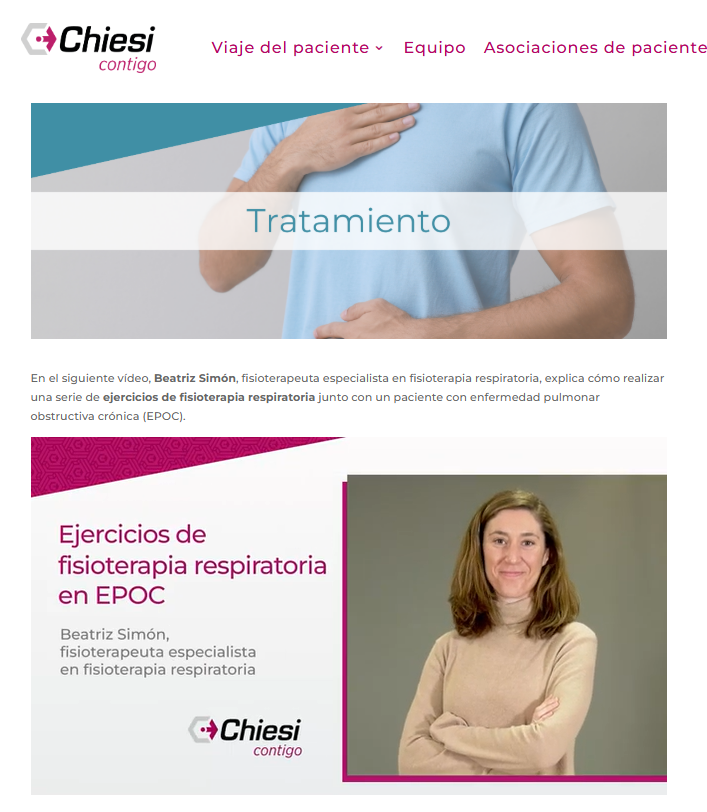 Chiesi
contigo
Viaje del paciente Equipo Asociaciones de paciente
Tratamiento
En el siguiente vídeo, Beatriz Simón, fisioterapeuta especialista en fisioterapia respiratoria, explica cómo realizar
una serie de ejercicios de fisioterapia respiratoria junto con un paciente con enfermedad pulmonar
obstructiva crónica (EPOC).
Ejercicios de
fisioterapia respiratoria
en EPOC
Beatriz Simón,
fisioterapeuta especialista
en fisioterapia respiratoria
Chiesi
contigo